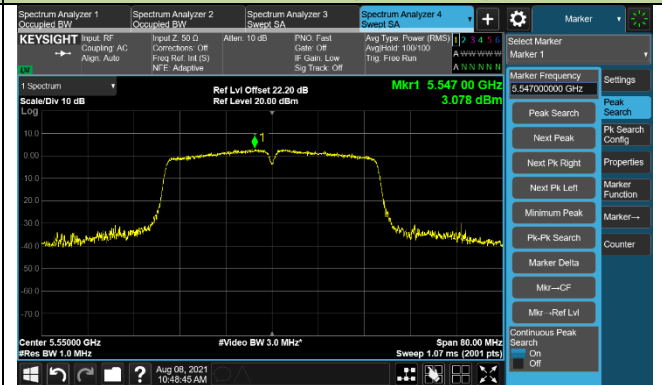 Spectrum Analyzer 1
Occupied BW
Spectrum Analyzer 2
Occupied BW
Spectrum Analyzer 3
Swept SA
Spectrum Analyzer 4
Swept SA
+
Marker
KEYSIGHT
Input: RF
Coupling: AC
Align: Auto
Input Z: 50 Ω
Corrections: Off
Freq Ref: Int (S)
NFE: Adaptive
Atten: 10 dB
PNO: Fast
Gate: Off
IF Gain: Low
Sig Track: Off
Avg Type: Power (RMS)
Avg|Hold: 100/100
Trig: Free Run
1 2 3 4 5 6
A W W W W W
A N N N N N
LV
Select Marker
Marker 1
1 Spectrum
Scale/Div 10 dB
Log
Ref Lvl Offset 22.20 dB
Ref Level 20.00 dBm
Mkr1 5.547 00 GHz
3.078 dBm
1
10.0
0.00
-10.0
-20.0
-30.0
-40.0
-50.0
-60.0
-70.0
Center 5.55000 GHz
#Res BW 1.0 MHz
#Video BW 3.0 MHz*
Span 80.00 MHz
Sweep 1.07 ms (2001 pts)
Marker Frequency
5.547000000 GHz
Peak Search
Next Peak
Next Pk Right
Next Pk Left
Minimum Peak
Pk-Pk Search
Marker Delta
Mkr→CF
Mkr→Ref Lvl
Continuous Peak
Search
On
Off
Settings
Peak
Search
Pk Search
Config
Properties
Marker
Function
Marker→
Counter
?
Aug 08, 2021
10:48:45 AM